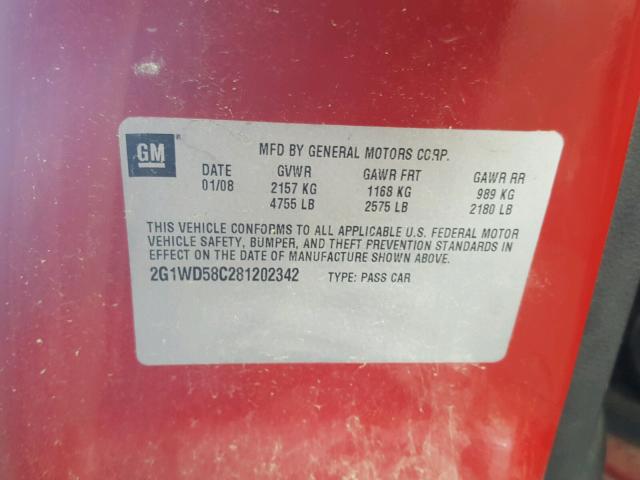 GM
MFD BY GENERAL MOTORS CORP.
DATE GVWR GAWR FRT GAWR RR
01/08 2157 KG 1168 KG 989 KG
4755 LB 2575 LB 2180 LB
THIS VEHICLE CONFORMS TO ALL APPLICABLE U.S. FEDERAL MOTOR
VEHICLE SAFETY, BUMPER, AND THEFT PREVENTION STANDARDS IN
EFFECT ON THE DATE OF MANUFACTURE SHOWN ABOVE.
2G1WD58C281202342 TYPE: PASS CAR